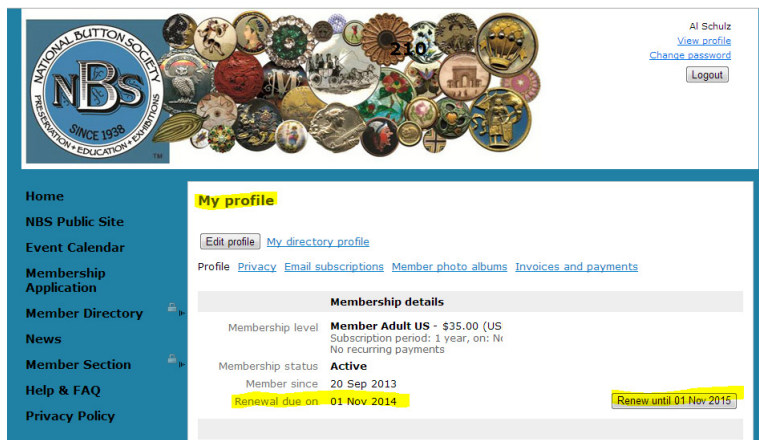 NATIONAL BUTTON SOCIETY
NBS
SINCE 1938
PRESERVATION • EDUCATION • EXHIBITIONS
TM
210
Al Schulz
View profile
Change password
Logout
Home
NBS Public Site
Event Calendar
Membership
Application
Member Directory
News
Member Section
Help & FAQ
Privacy Policy
My profile
Edit profile My directory profile
Profile Privacy Email subscriptions Member photo albums Invoices and payments
Membership details
Membership level Member Adult US - $35.00 (US
Subscription period: 1 year, on: No
No recurring payments
Membership status Active
Member since 20 Sep 2013
Renewal due on 01 Nov 2014 Renew until 01 Nov 2015